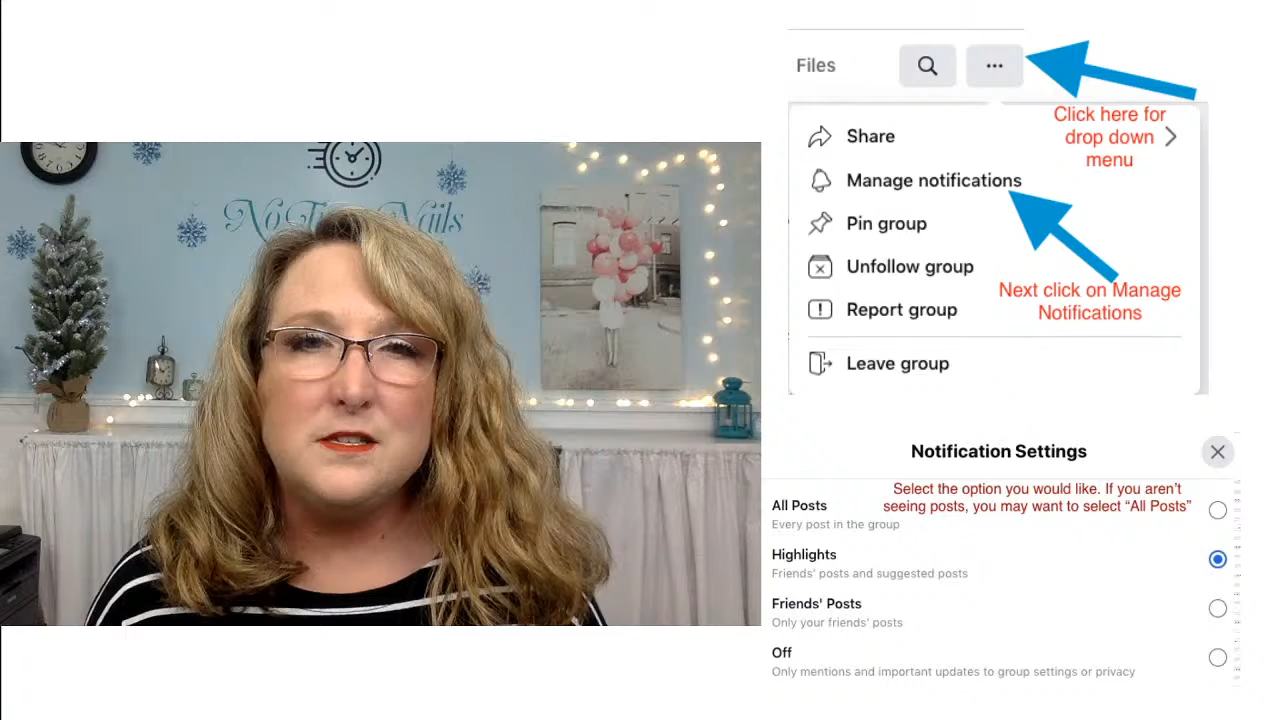 Files
Click here for
drop down
menu
Share
Manage notifications
Pin group
Unfollow group
Next click on Manage
Notifications
Report group
Leave group
Notification Settings
Select the option you would like. If you aren’t
seeing posts, you may want to select “All Posts”
All Posts
Every post in the group
Highlights
Friends' posts and suggested posts
Friends' Posts
Only your friends' posts
Off
Only mentions and important updates to group settings or privacy